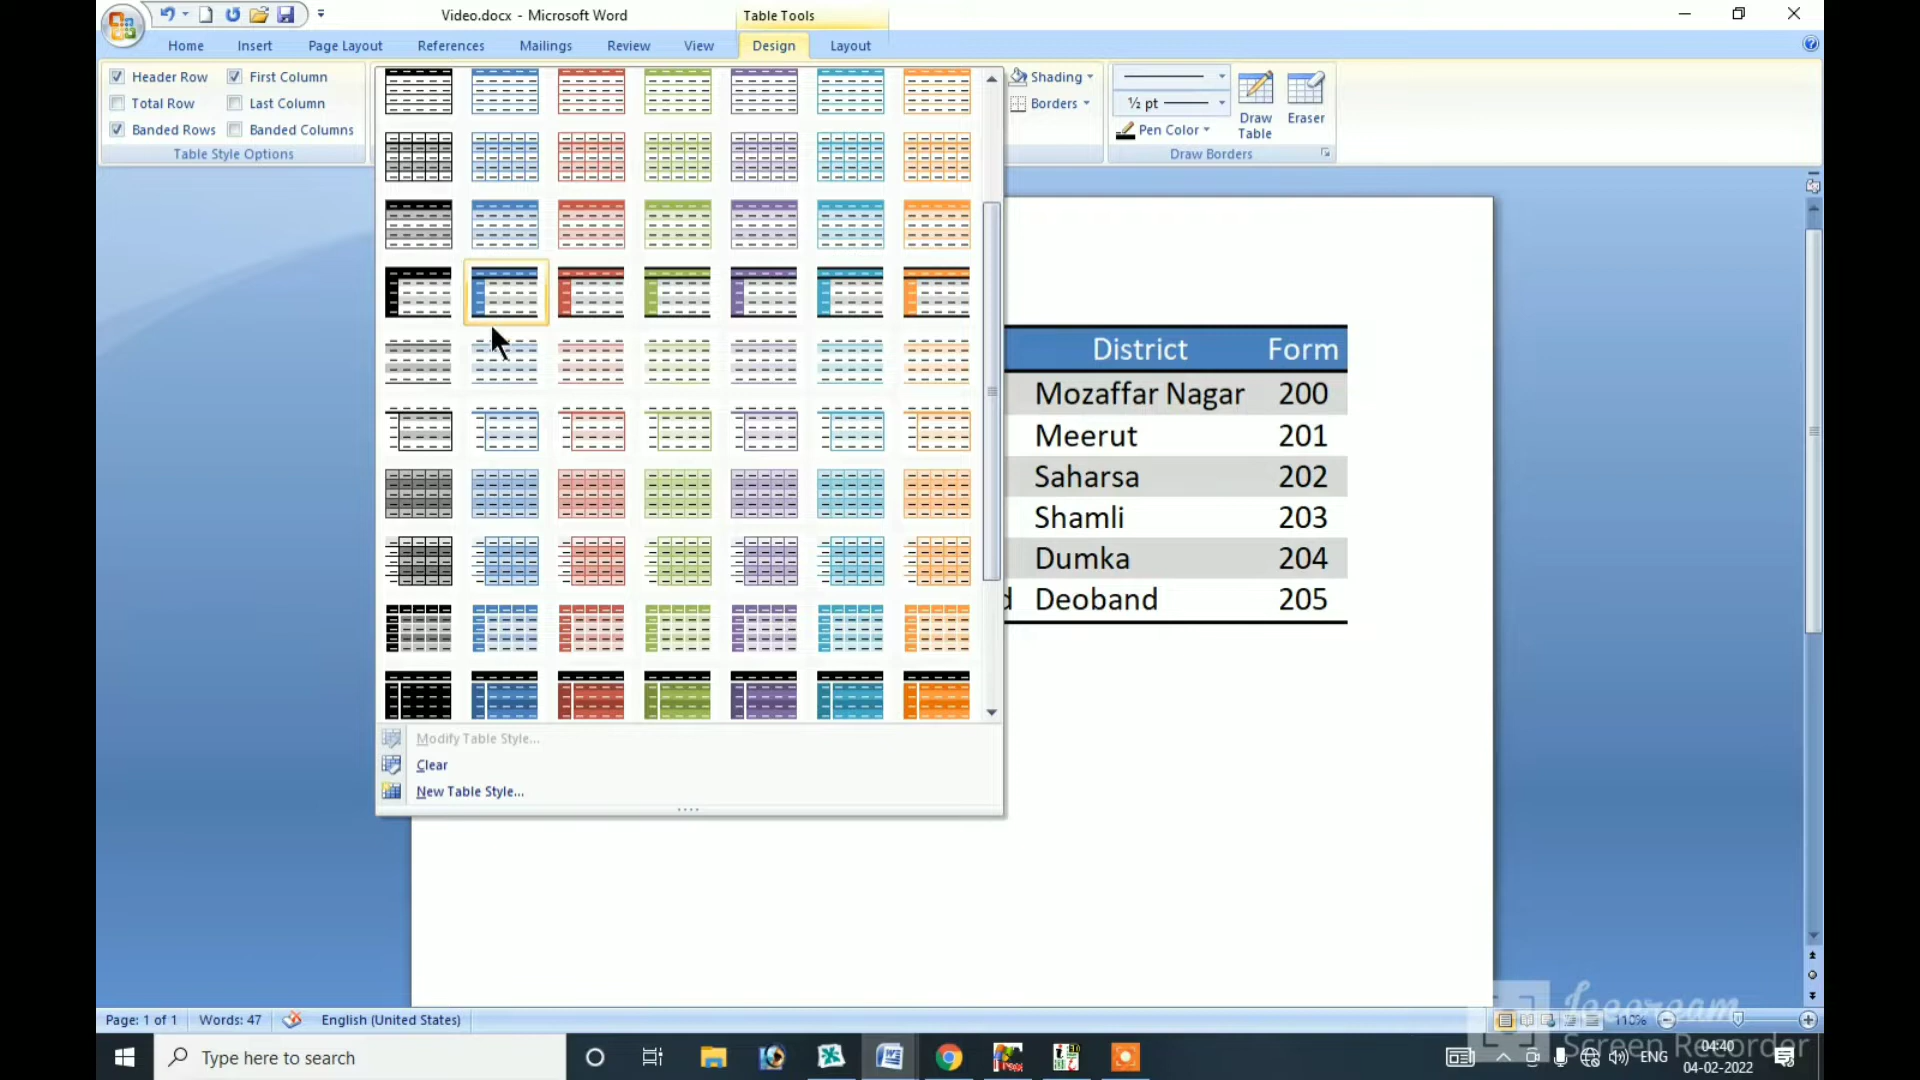 Video.docx - Microsoft Word
Table Tools
Home Insert Page Layout References Mailings Review View Design Layout
Header Row First Column
Total Row Last Column
Banded Rows Banded Columns
Table Style Options
Shading
Borders
½ pt
Pen Color
Draw Table
Eraser
Draw Borders
District Form
Mozaffar Nagar 200
Meerut 201
Saharsa 202
Shamli 203
Dumka 204
d Deoband 205
Modify Table Style...
Clear
New Table Style...
Page: 1 of 1 Words: 47 English (United States) 110%
Icecream
Screen Recorder
Type here to search
ENG
04:40
04-02-2022